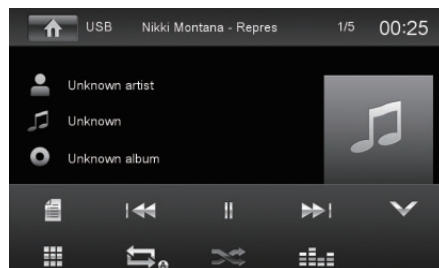 USB Nikki Montana - Repres 1/5 00:25
Unknown artist
Unknown
Unknown album